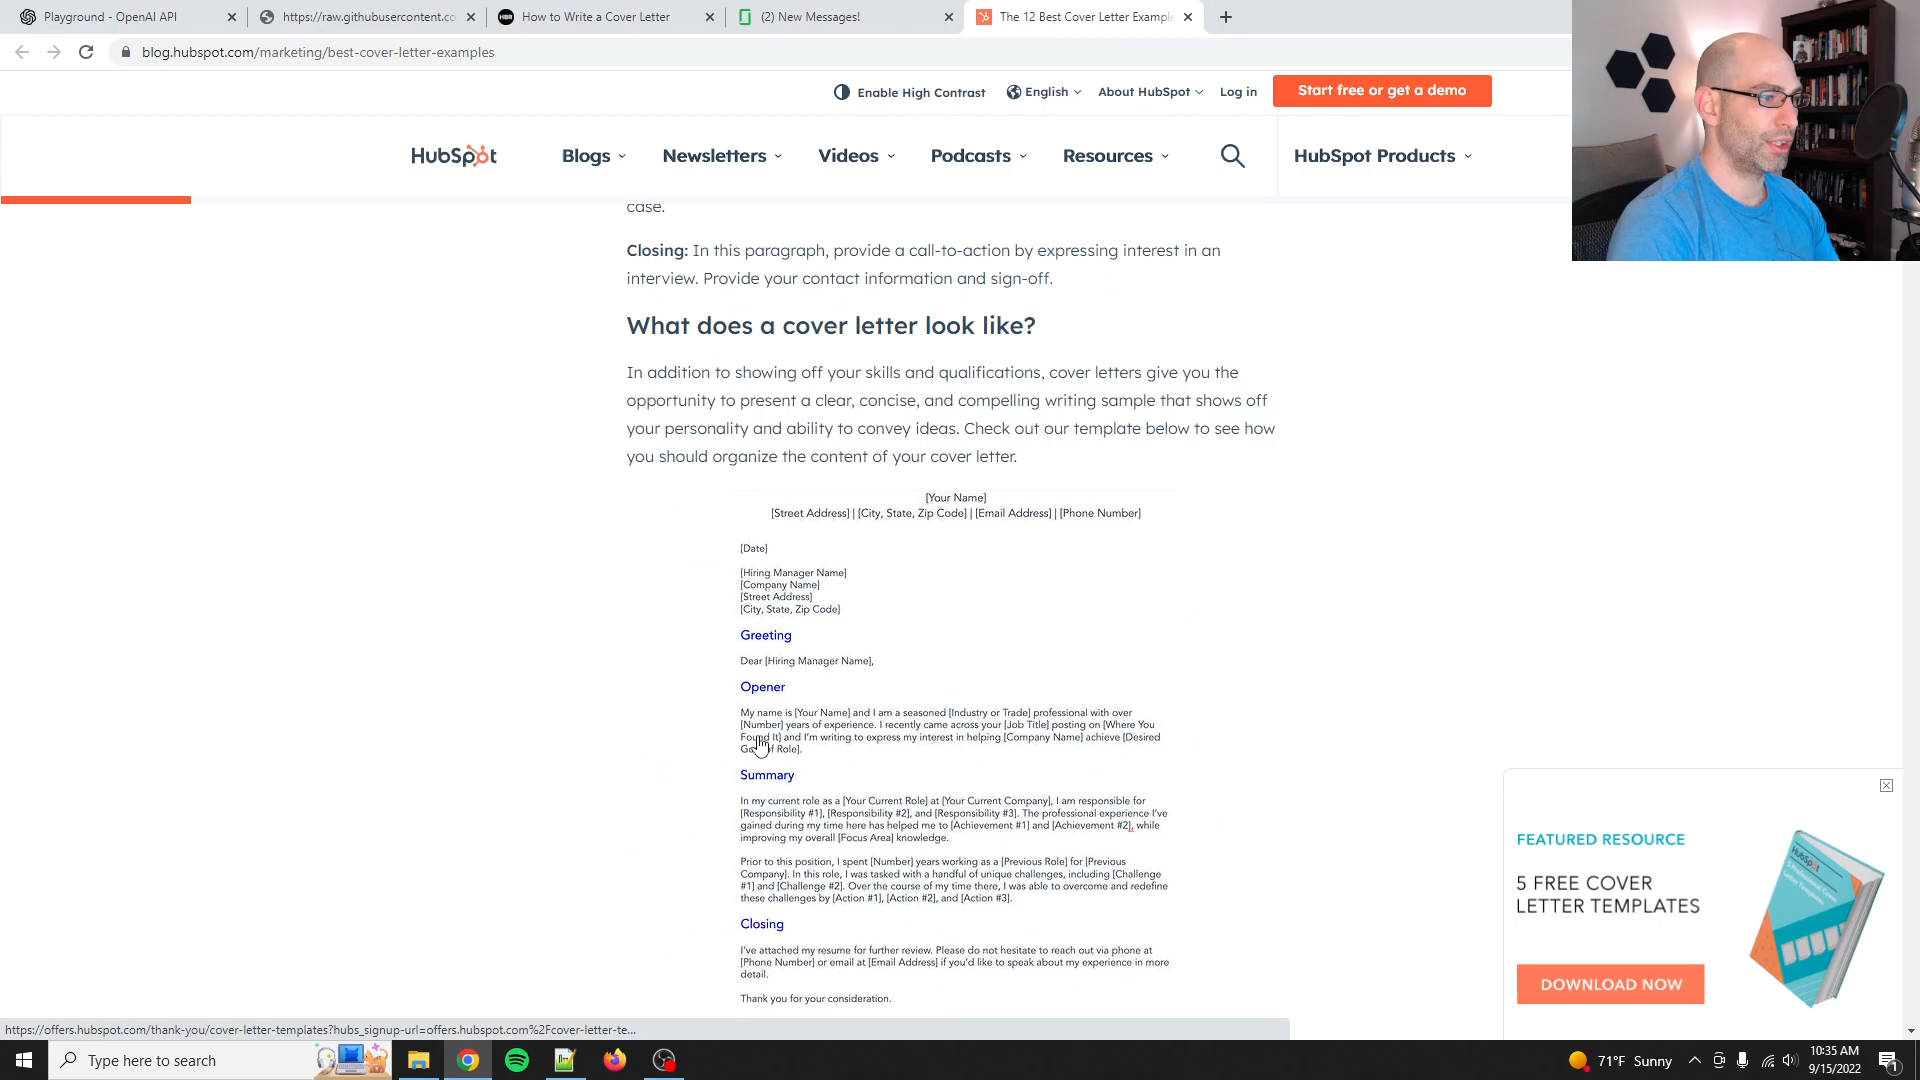 Playground - OpenAI API
https://raw.githubusercontent.co
HBR
How to Write a Cover Letter
(2) New Messages!
The 12 Best Cover Letter Example
blog.hubspot.com/marketing/best-cover-letter-examples
Enable High Contrast
English
About HubSpot
Log in
Start free or get a demo
HubSpot
Blogs
Newsletters
Videos
Podcasts
Resources
HubSpot Products
case.
Closing: In this paragraph, provide a call-to-action by expressing interest in an
interview. Provide your contact information and sign-off.
What does a cover letter look like?
In addition to showing off your skills and qualifications, cover letters give you the
opportunity to present a clear, concise, and compelling writing sample that shows off
your personality and ability to convey ideas. Check out our template below to see how
you should organize the content of your cover letter.
[Your Name]
[Street Address] | [City, State, Zip Code] | [Email Address] | [Phone Number]
[Date]
[Hiring Manager Name]
[Company Name]
[Street Address]
[City, State, Zip Code]
Greeting
Dear [Hiring Manager Name],
Opener
My name is [Your Name] and I am a seasoned [Industry or Trade] professional with over
[Number] years of experience. I recently came across your [Job Title] posting on [Where You
Found It] and I'm writing to express my interest in helping [Company Name] achieve [Desired
of Role].
Summary
In my current role as a [Your Current Role] at [Your Current Company], I am responsible for
[Responsibility #1], [Responsibility #2], and [Responsibility #3]. The professional experience I've
gained during my time here has helped me to [Achievement #1] and [Achievement #2], while
improving my overall [Focus Area] knowledge.
Prior to this position, I spent [Number] years working as a [Previous Role] for [Previous
Company]. In this role, I was tasked with a handful of unique challenges, including [Challenge
#1] and [Challenge #2]. Over the course of my time there, I was able to overcome and redefine
these challenges by [Action #1], [Action #2], and [Action #3].
Closing
I've attached my resume for further review. Please do not hesitate to reach out via phone at
[Phone Number] or email at [Email Address] if you'd like to speak about my experience in more
detail.
Thank you for your consideration.
FEATURED RESOURCE
5 FREE COVER
LETTER TEMPLATES
DOWNLOAD NOW
HubSpot
https://offers.hubspot.com/thank-you/cover-letter-templates?hubs_signup-url=offers.hubspot.com%2Fcover-letter-te...
Type here to search
71°F Sunny
10:35 AM
9/15/2022
1